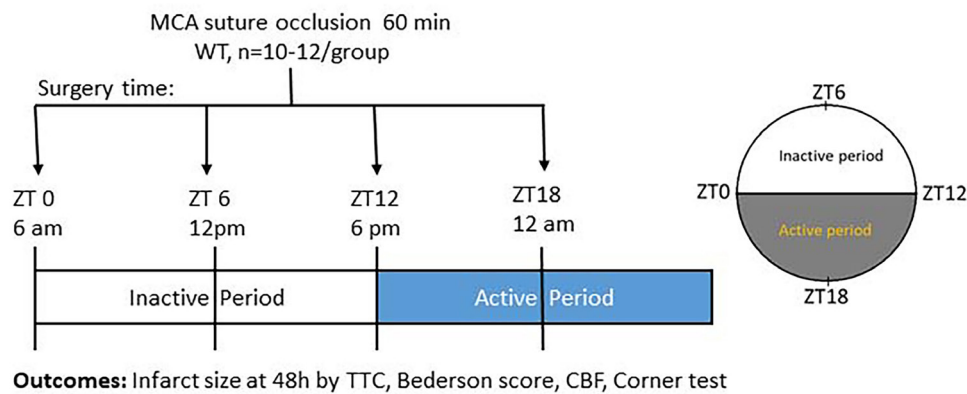 MCA suture occlusion 60 min
WT, n=10-12/group
Surgery time:
ZT 0
6 am
ZT 6
12pm
ZT12
6 pm
ZT18
12 am
Inactive Period
Active Period
ZT6
Inactive period
ZT0
ZT12
Active period
ZT18
Outcomes: Infarct size at 48h by TTC, Bederson score, CBF, Corner test